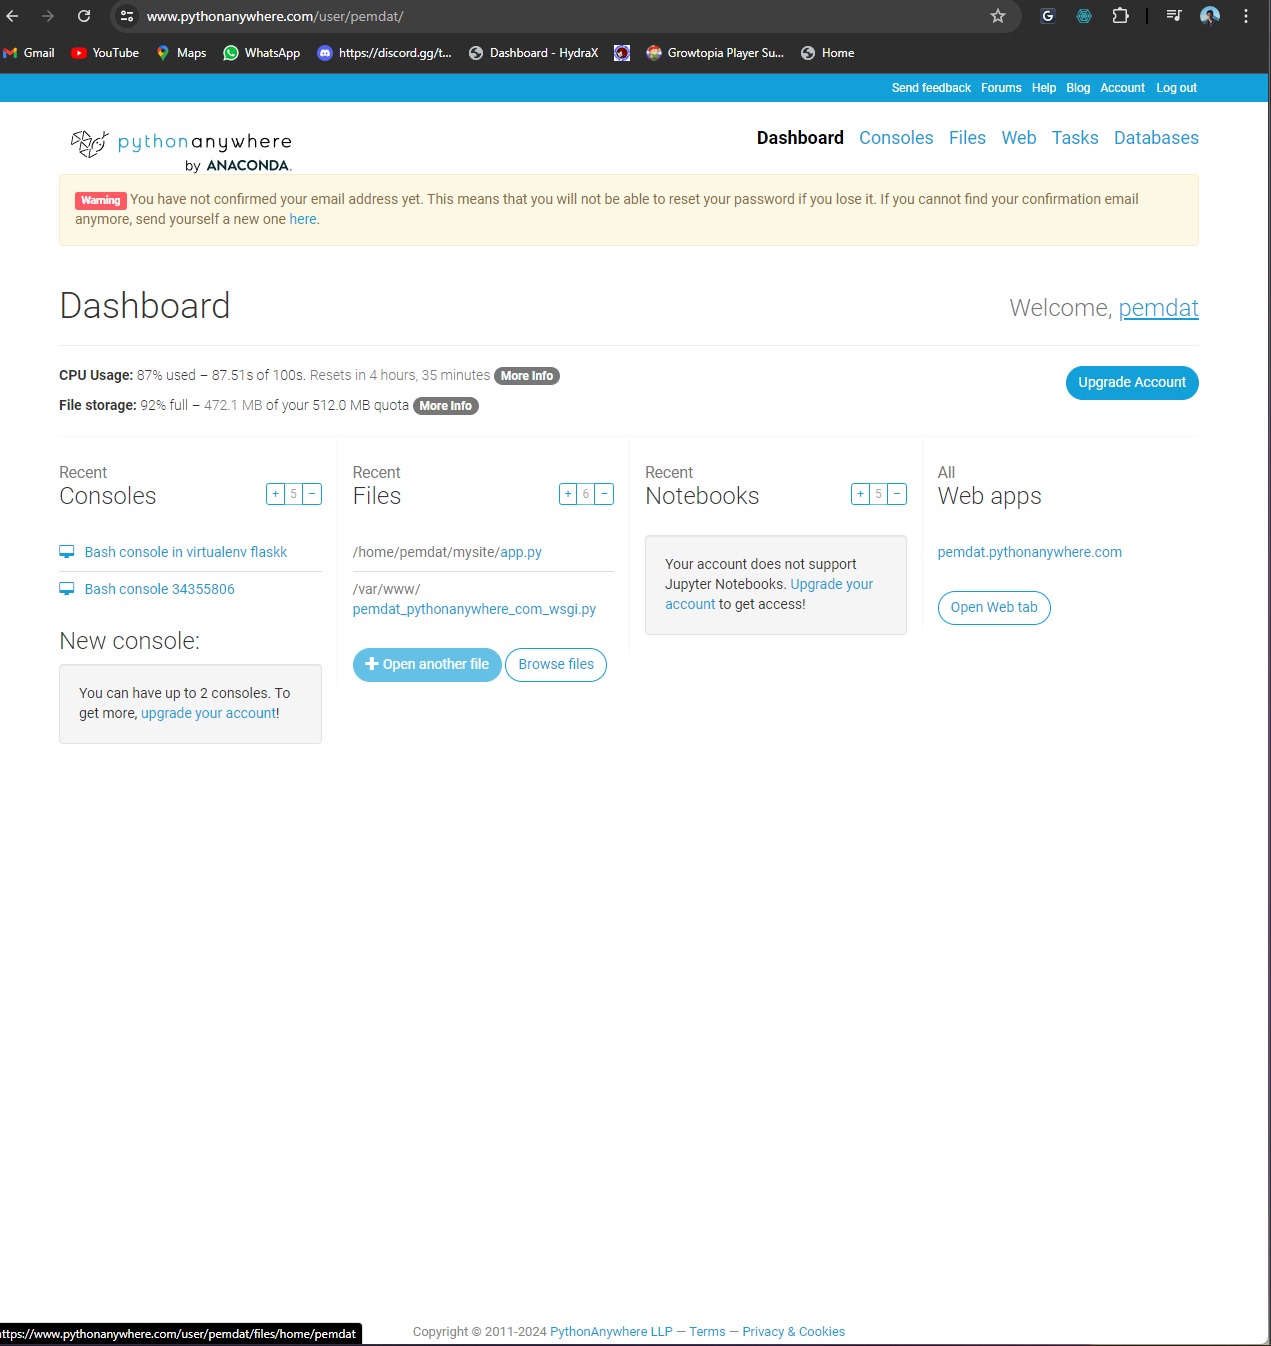 www.pythonanywhere.com/user/pemdat/
Gmail YouTube Maps WhatsApp https://discord.gg/t... Dashboard - HydraX Growtopia Player Su... Home
Send feedback Forums Help Blog Account Log out
pythonanywhere
by ANACONDA.
Dashboard Consoles Files Web Tasks Databases
Warning You have not confirmed your email address yet. This means that you will not be able to reset your password if you lose it. If you cannot find your confirmation email
anymore, send yourself a new one here.
Dashboard
Welcome, pemdat
CPU Usage: 87% used – 87.51s of 100s. Resets in 4 hours, 35 minutes More Info
Upgrade Account
File storage: 92% full – 472.1 MB of your 512.0 MB quota More Info
Recent
Consoles
+ 5 −
Bash console in virtualenv flaskk
Bash console 34355806
New console:
You can have up to 2 consoles. To
get more, upgrade your account!
Recent
Files
+ 6 −
/home/pemdat/mysite/app.py
/var/www/
pemdat_pythonanywhere_com_wsgi.py
+ Open another file
Browse files
Recent
Notebooks
+ 5 −
Your account does not support
Jupyter Notebooks. Upgrade your
account to get access!
All
Web apps
pemdat.pythonanywhere.com
Open Web tab
https://www.pythonanywhere.com/user/pemdat/files/home/pemdat
Copyright © 2011-2024 PythonAnywhere LLP — Terms — Privacy & Cookies